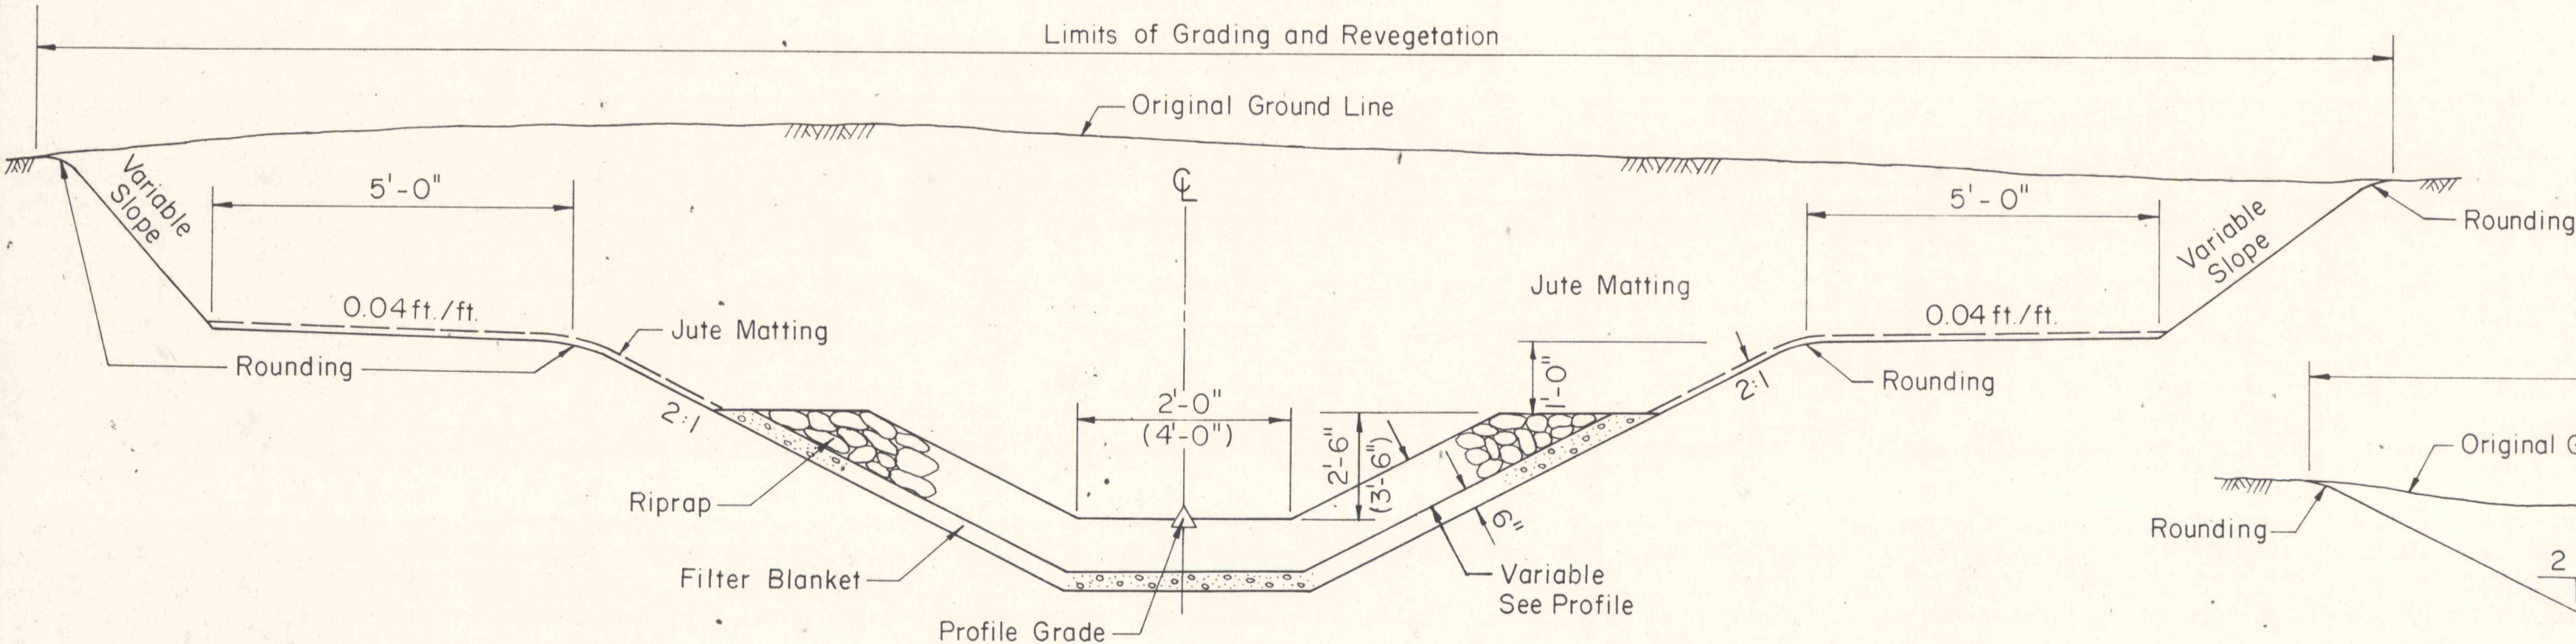 Limits of Grading and Revegetation
Original Ground Line
Variable
Slope
5'-0"
℄
5'-0"
Variable
Slope
Rounding
0.04 ft./ft.
Jute Matting
Jute Matting
0.04 ft./ft.
Rounding
2:1
2'-0"
(4'-0")
2'-6"
(3'-6")
1'-0"
2:1
Rounding
Original G
Riprap
6"
Rounding
Filter Blanket
Variable
See Profile
2
Profile Grade